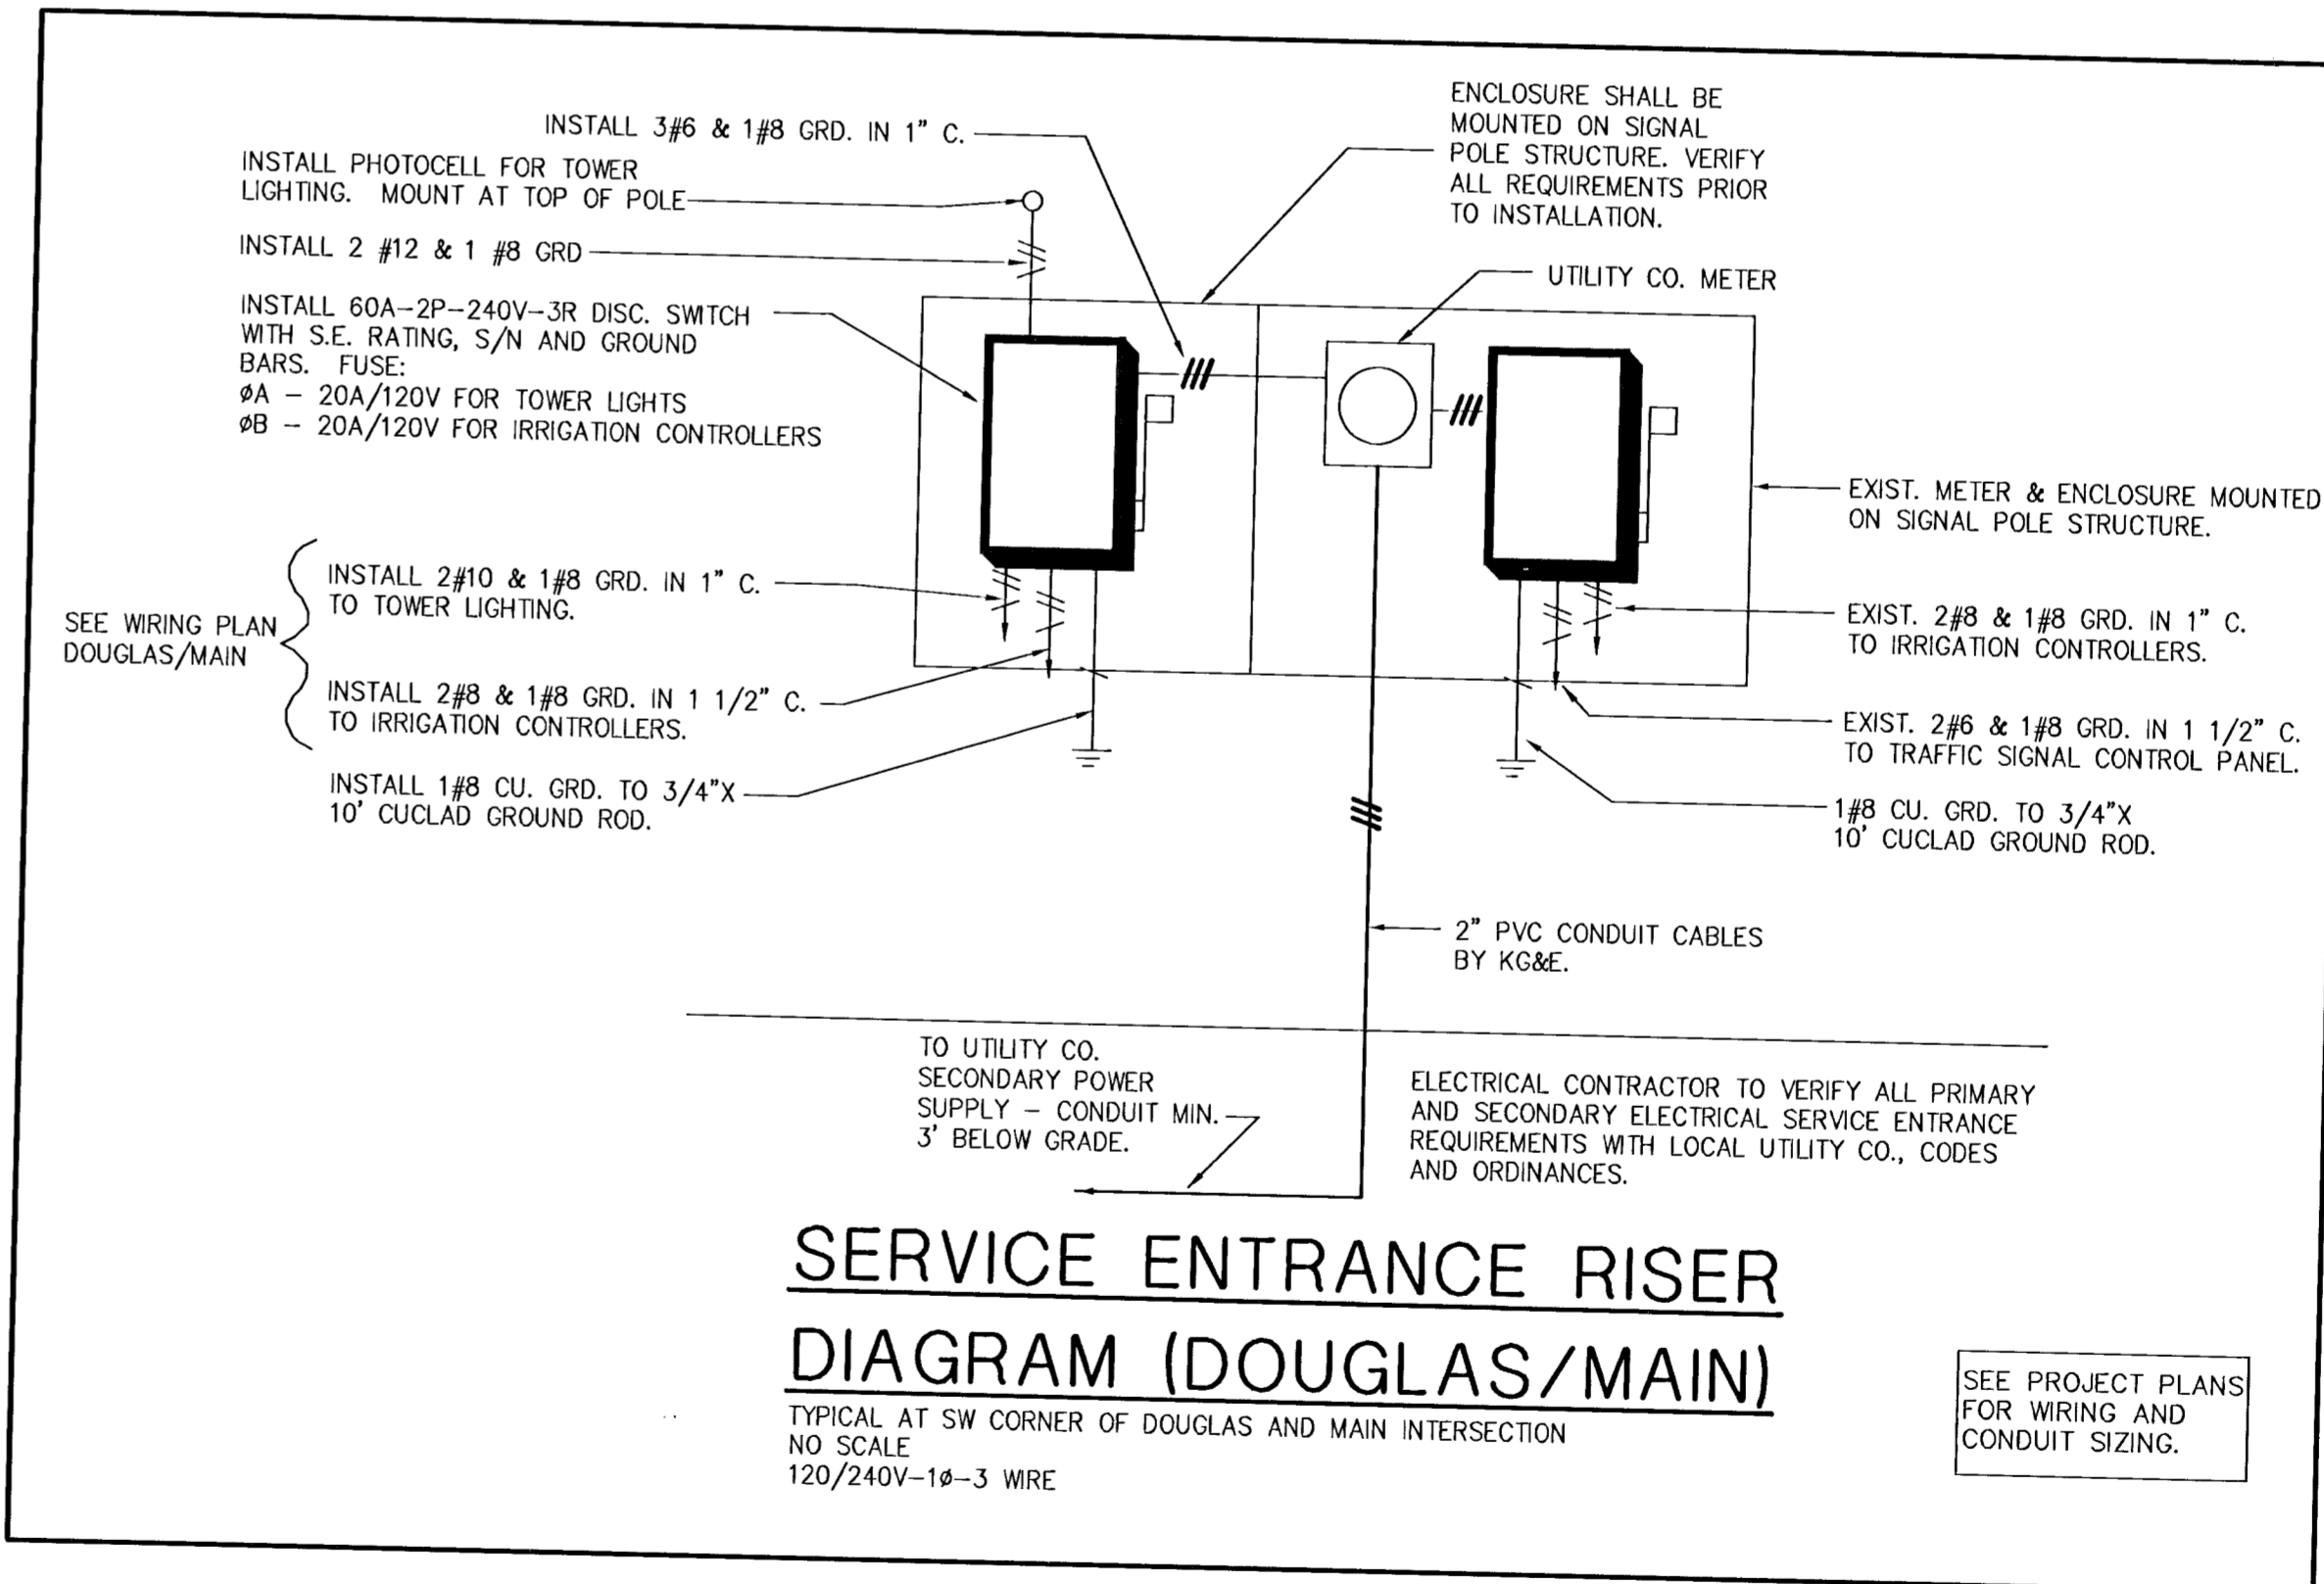 INSTALL 3#6 & 1#8 GRD. IN 1" C.
INSTALL PHOTOCELL FOR TOWER
LIGHTING. MOUNT AT TOP OF POLE
INSTALL 2 #12 & 1 #8 GRD
INSTALL 60A-2P-240V-3R DISC. SWITCH
WITH S.E. RATING, S/N AND GROUND
BARS. FUSE:
øA - 20A/120V FOR TOWER LIGHTS
øB - 20A/120V FOR IRRIGATION CONTROLLERS
ENCLOSURE SHALL BE
MOUNTED ON SIGNAL
POLE STRUCTURE. VERIFY
ALL REQUIREMENTS PRIOR
TO INSTALLATION.
UTILITY CO. METER
EXIST. METER & ENCLOSURE MOUNTED
ON SIGNAL POLE STRUCTURE.
SEE WIRING PLAN
DOUGLAS/MAIN
INSTALL 2#10 & 1#8 GRD. IN 1" C.
TO TOWER LIGHTING.
INSTALL 2#8 & 1#8 GRD. IN 1 1/2" C.
TO IRRIGATION CONTROLLERS.
INSTALL 1#8 CU. GRD. TO 3/4"X
10' CUCLAD GROUND ROD.
EXIST. 2#8 & 1#8 GRD. IN 1" C.
TO IRRIGATION CONTROLLERS.
EXIST. 2#6 & 1#8 GRD. IN 1 1/2" C.
TO TRAFFIC SIGNAL CONTROL PANEL.
1#8 CU. GRD. TO 3/4"X
10' CUCLAD GROUND ROD.
2" PVC CONDUIT CABLES
BY KG&E.
TO UTILITY CO.
SECONDARY POWER
SUPPLY - CONDUIT MIN.
3' BELOW GRADE.
ELECTRICAL CONTRACTOR TO VERIFY ALL PRIMARY
AND SECONDARY ELECTRICAL SERVICE ENTRANCE
REQUIREMENTS WITH LOCAL UTILITY CO., CODES
AND ORDINANCES.
SERVICE ENTRANCE RISER
DIAGRAM (DOUGLAS/MAIN)
TYPICAL AT SW CORNER OF DOUGLAS AND MAIN INTERSECTION
NO SCALE
120/240V-1ø-3 WIRE
SEE PROJECT PLANS
FOR WIRING AND
CONDUIT SIZING.